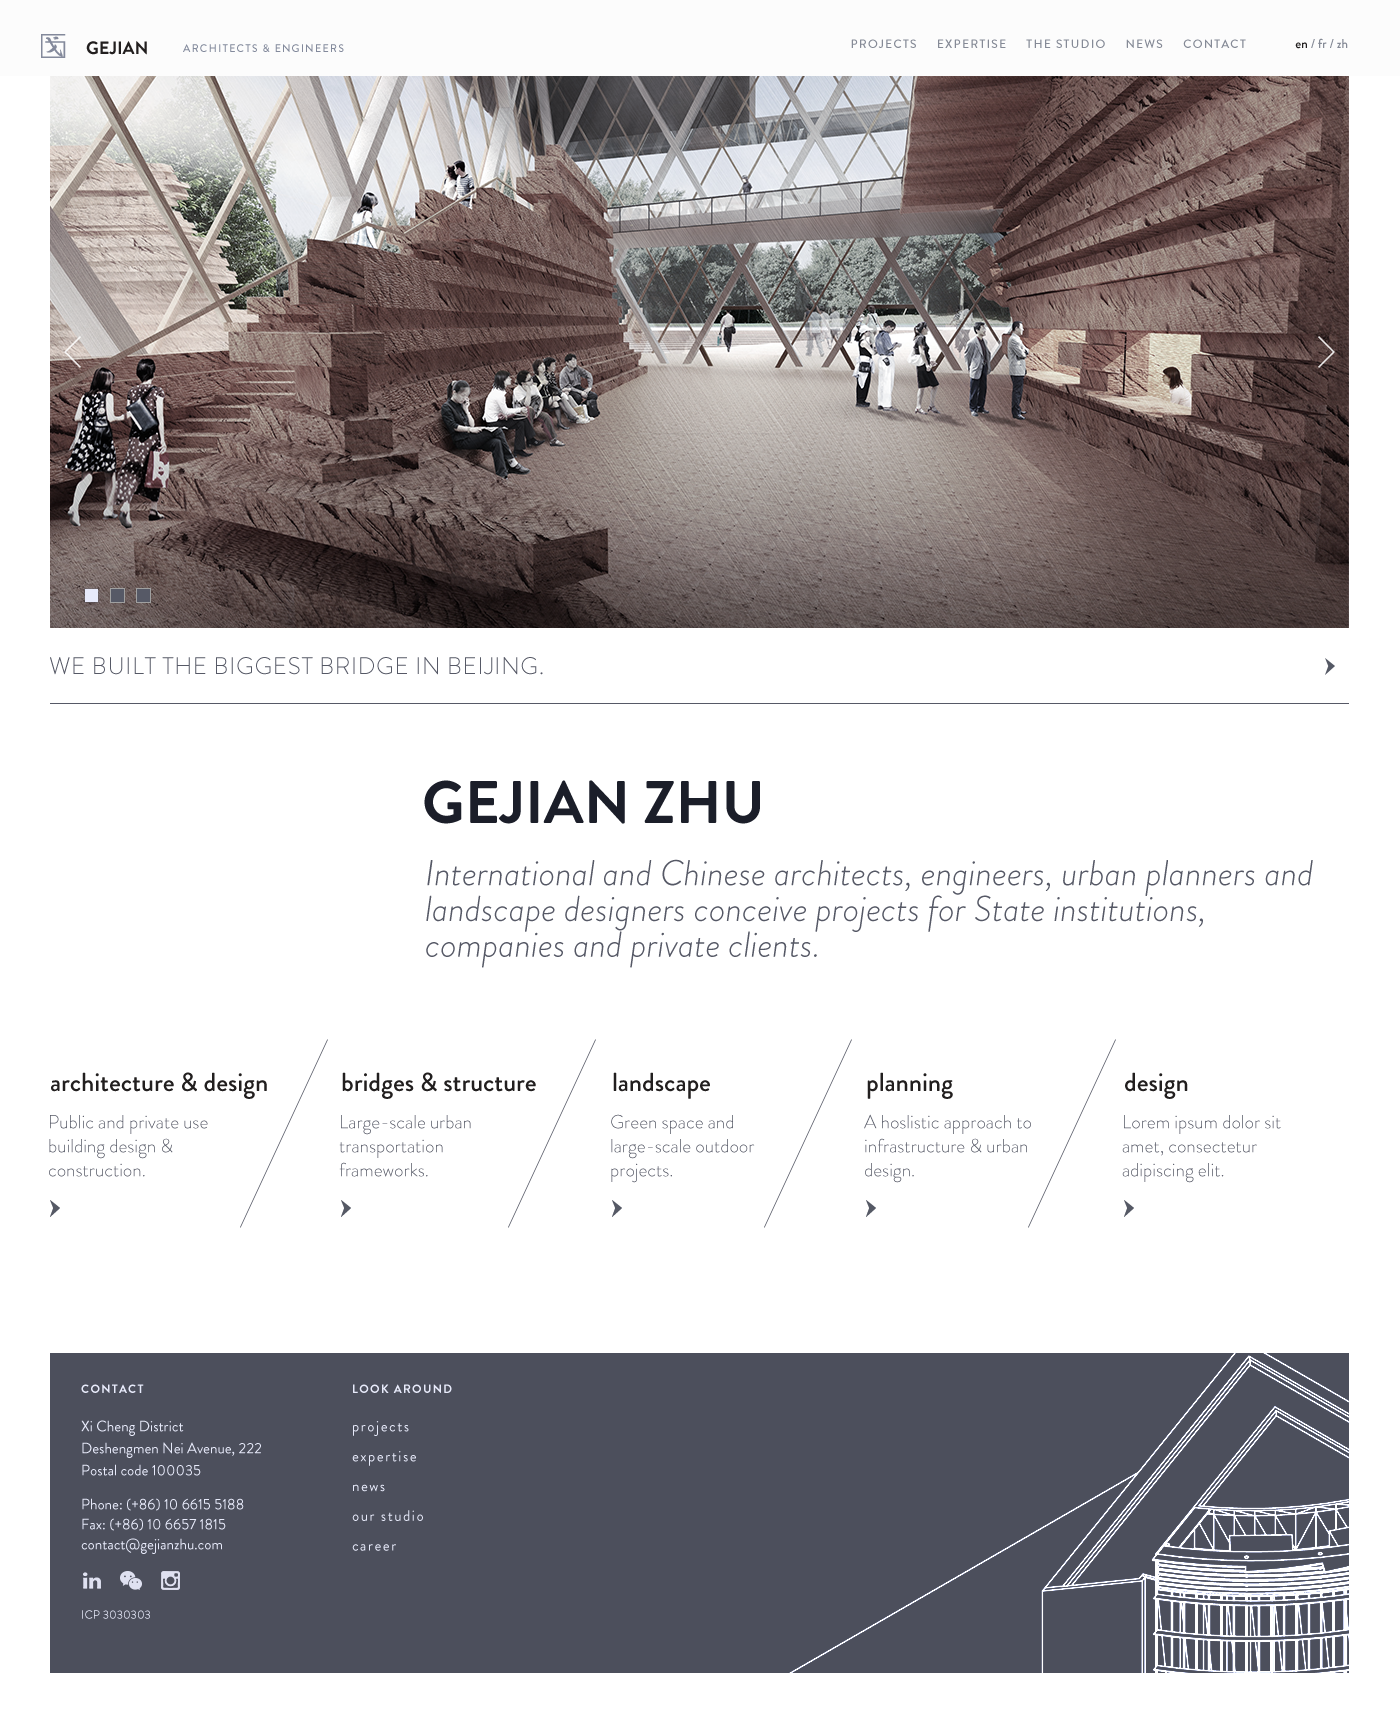 GEJIAN
ARCHITECTS & ENGINEERS
PROJECTS EXPERTISE THE STUDIO NEWS CONTACT
en / fr / zh
WE BUILT THE BIGGEST BRIDGE IN BEIJING.
GEJIAN ZHU
International and Chinese architects, engineers, urban planners and
landscape designers conceive projects for State institutions,
companies and private clients.
architecture & design
Public and private use
building design &
construction.
bridges & structure
Large-scale urban
transportation
frameworks.
landscape
Green space and
large-scale outdoor
projects.
planning
A hoslistic approach to
infrastructure & urban
design.
design
Lorem ipsum dolor sit
amet, consectetur
adipiscing elit.
CONTACT
Xi Cheng District
Deshengmen Nei Avenue, 222
Postal code 100035
Phone: (+86) 10 6615 5188
Fax: (+86) 10 6657 1815
contact@gejianzhu.com
in
ICP 3030303
LOOK AROUND
projects
expertise
news
our studio
career